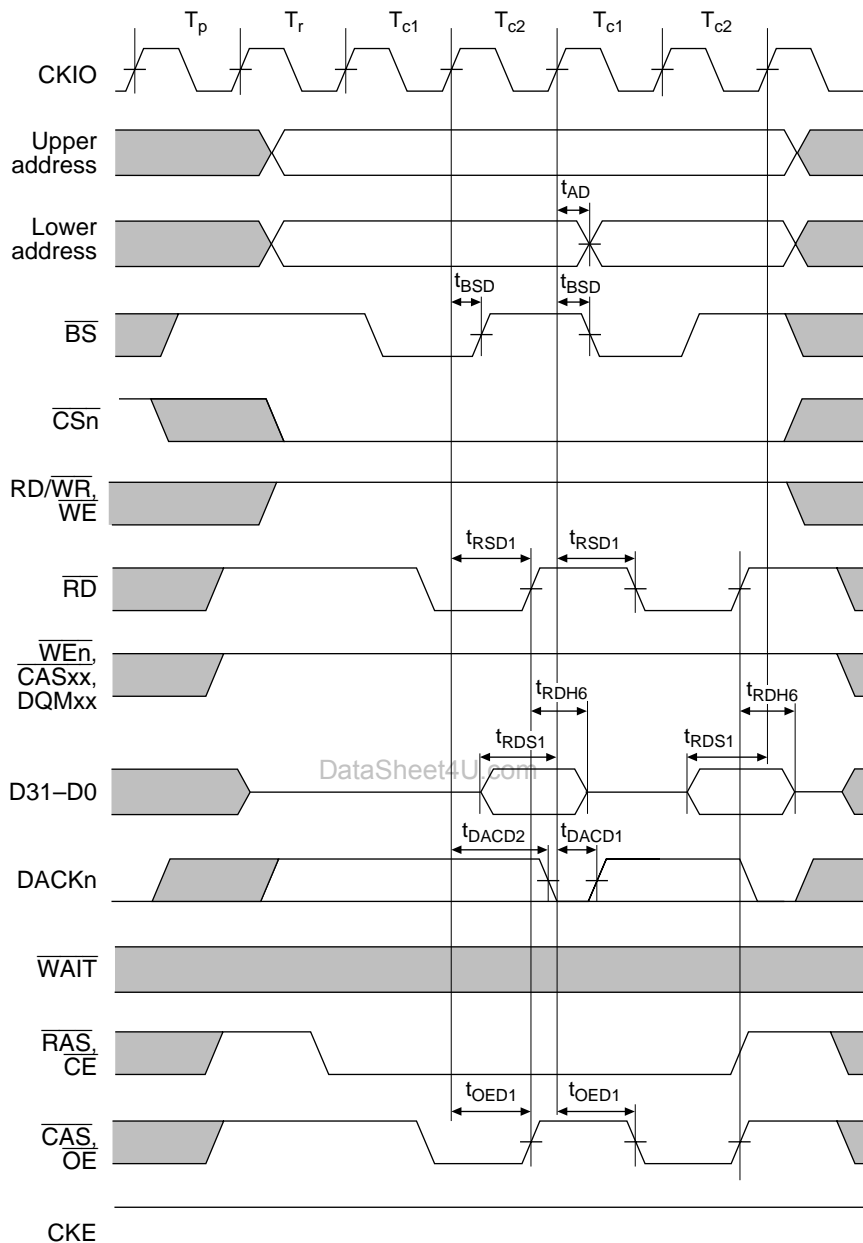 Tp Tr Tc1 Tc2 Tc1 Tc2
CKIO
Upper
address
tAD
Lower
address
tBSD tBSD
BS
CSn
RD/WR,
WE
tRSD1 tRSD1
RD
WEn,
CASxx,
DQMxx
tRDH6 tRDH6
tRDS1 tRDS1
DataSheet4U.com
D31–D0
tDACD2 tDACD1
DACKn
WAIT
RAS,
CE
tOED1 tOED1
CAS,
OE
CKE